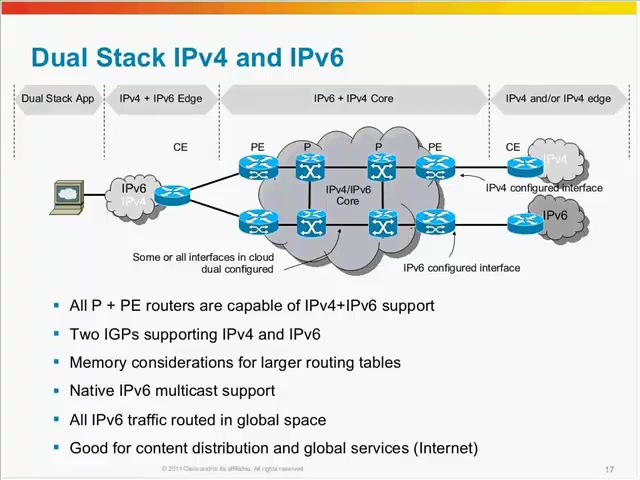 Dual Stack IPv4 and IPv6
Dual Stack App
IPv4 + IPv6 Edge
IPv6 + IPv4 Core
IPv4 and/or IPv4 edge
CE
PE
P
P
PE
CE
IPv4
IPv6
IPv4
IPv4/IPv6
Core
IPv4 configured Interface
IPv6
Some or all interfaces in cloud
dual configured
IPv6 configured interface
▪ All P + PE routers are capable of IPv4+IPv6 support
▪ Two IGPs supporting IPv4 and IPv6
▪ Memory considerations for larger routing tables
▪ Native IPv6 multicast support
▪ All IPv6 traffic routed in global space
▪ Good for content distribution and global services (Internet)
© 2011 Cisco and/or its affiliates. All rights reserved.
17